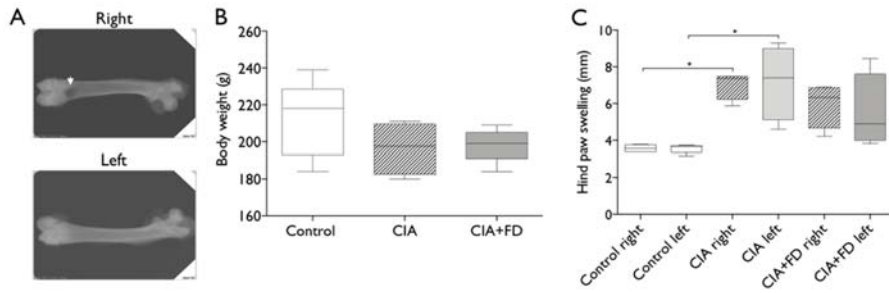 A
Right
Left
B
Body weight (g)
260
240
220
200
180
160
Control
CIA
CIA+FD
C
Hind paw swelling (mm)
10
8
6
4
2
0
*
*
Control right
Control left
CIA right
CIA left
CIA+FD right
CIA+FD left